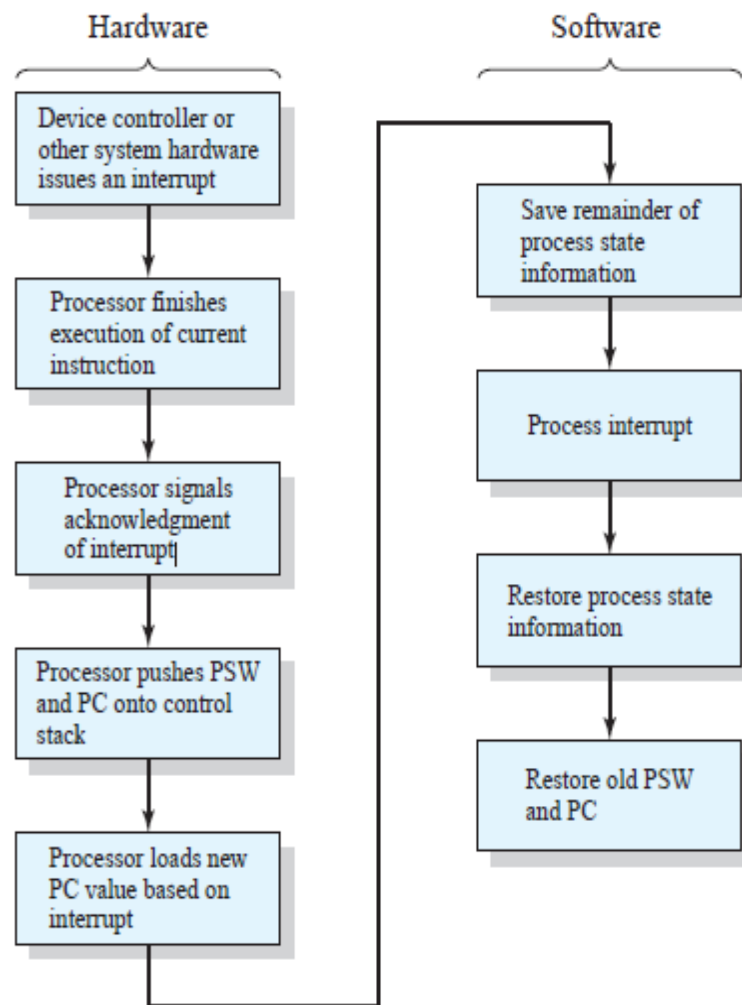 Hardware
Device controller or
other system hardware
issues an interrupt
Processor finishes
execution of current
instruction
Processor signals
acknowledgment
of interrupt
Processor pushes PSW
and PC onto control
stack
Processor loads new
PC value based on
interrupt
Software
Save remainder of
process state
information
Process interrupt
Restore process state
information
Restore old PSW
and PC